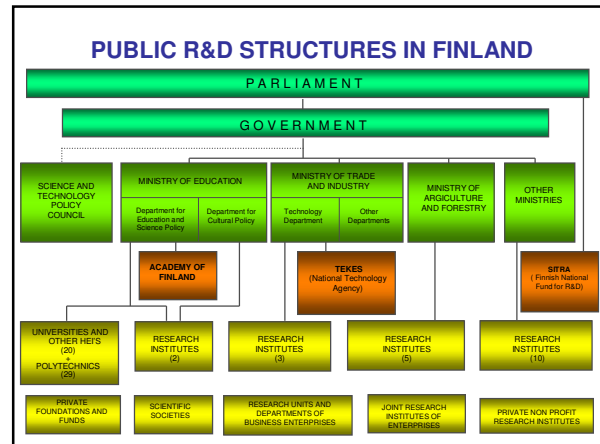 PUBLIC R&D STRUCTURES IN FINLAND
PARLIAMENT
GOVERNMENT
SCIENCE AND
TECHNOLOGY
POLICY
COUNCIL
MINISTRY OF EDUCATION
Department for
Education and
Science Policy
Department for
Cultural Policy
MINISTRY OF TRADE
AND INDUSTRY
Technology
Department
Other
Departments
MINISTRY OF
ARGICULTURE
AND FORESTRY
OTHER
MINISTRIES
ACADEMY OF
FINLAND
TEKES
(National Technology
Agency)
SITRA
( Finnish National
Fund for R&D)
UNIVERSITIES AND
OTHER HEI'S
(20)
+
POLYTECHNICS
(29)
RESEARCH
INSTITUTES
(2)
RESEARCH
INSTITUTES
(3)
RESEARCH
INSTITUTES
(5)
RESEARCH
INSTITUTES
(10)
PRIVATE
FOUNDATIONS AND
FUNDS
SCIENTIFIC
SOCIETIES
RESEARCH UNITS AND
DEPARTMENTS OF
BUSINESS ENTERPRISES
JOINT RESEARCH
INSTITUTES OF
ENTERPRISES
PRIVATE NON PROFIT
RESEARCH INSTITUTES